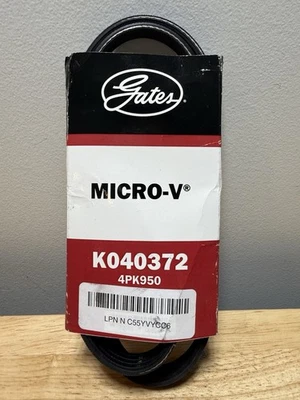 Gates
MICRO-V®
K040372
4PK950
LPN N C55YVYCC6